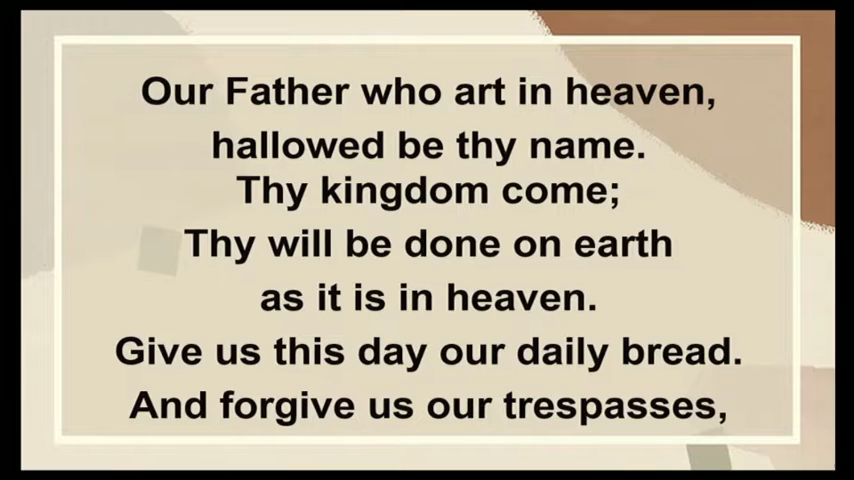 Our Father who art in heaven,
hallowed be thy name.
Thy kingdom come;
Thy will be done on earth
as it is in heaven.
Give us this day our daily bread.
And forgive us our trespasses,